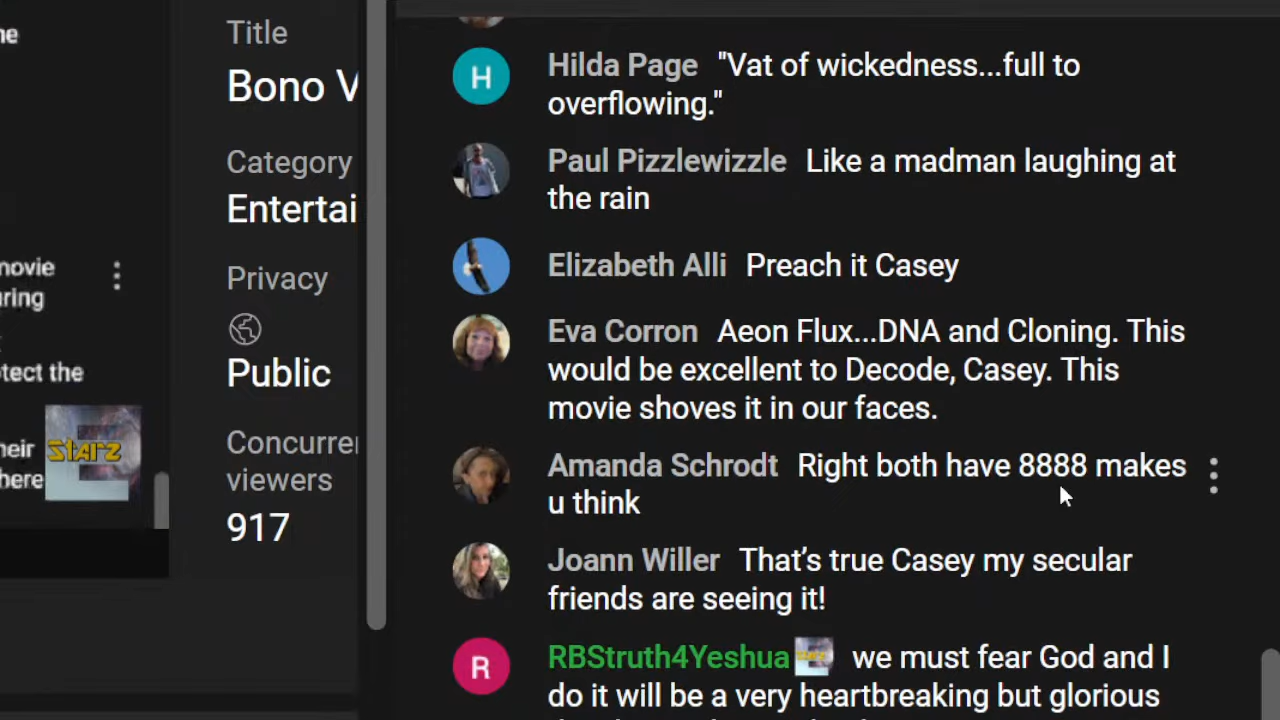 ne
Title
Bono V
Category
Entertai
Privacy
Public
Concurre
viewers
917
movie
uring
tect the
heir
here
STARZ
H
Hilda Page "Vat of wickedness...full to
overflowing."
Paul Pizzlewizzle Like a madman laughing at
the rain
Elizabeth Alli Preach it Casey
Eva Corron Aeon Flux...DNA and Cloning. This
would be excellent to Decode, Casey. This
movie shoves it in our faces.
Amanda Schrodt Right both have 8888 makes
u think
Joann Willer That's true Casey my secular
friends are seeing it!
R
RBStruth4Yeshua we must fear God and I
do it will be a very heartbreaking but glorious